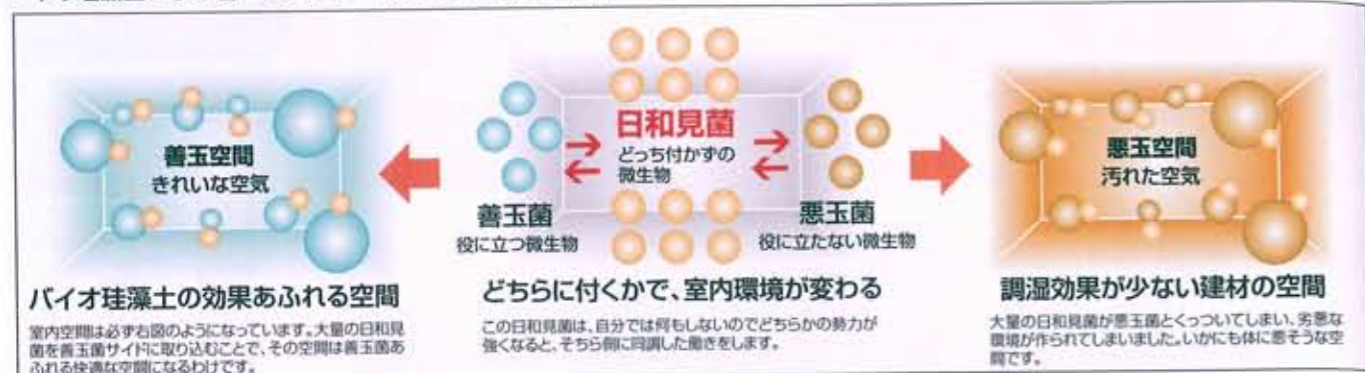 善玉空間
きれいな空気
バイオ珪藻土の効果あふれる空間
室内空間は必ず右図のようになっています。大量の日和見
菌を善玉菌サイドに取り込むことで、その空間は善玉菌あ
ふれる快適な空間になるわけです。
日和見菌
どっち付かずの
微生物
善玉菌
役に立つ微生物
悪玉菌
役に立たない微生物
どちらに付くかで、室内環境が変わる
この日和見菌は、自分では何もしないのでどちらかの勢力が
強くなると、そちら側に同調した働きをします。
悪玉空間
汚れた空気
調湿効果が少ない建材の空間
大量の日和見菌が悪玉菌とくっついてしまい、劣悪な
環境が作られてしまいました。いかにも体に悪そうな空
間です。